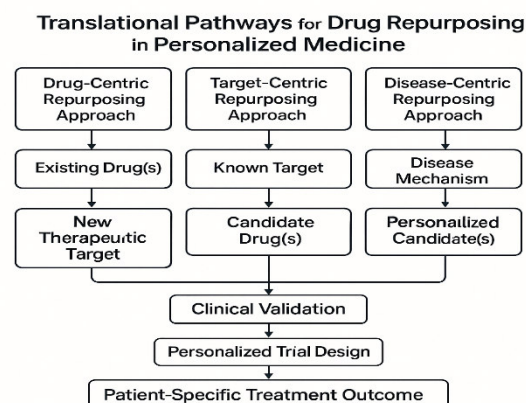 Translational Pathways for Drug Repurposing
in Personalized Medicine
Drug-Centric
Repurposing
Approach
Target-Centric
Repurposing
Approach
Disease-Centric
Repurposing
Approach
Existing Drug(s)
Known Target
Disease
Mechanism
New
Therapeutic
Target
Candidate
Drug(s)
Personalized
Candidate(s)
Clinical Validation
Personalized Trial Design
Patient-Specific Treatment Outcome